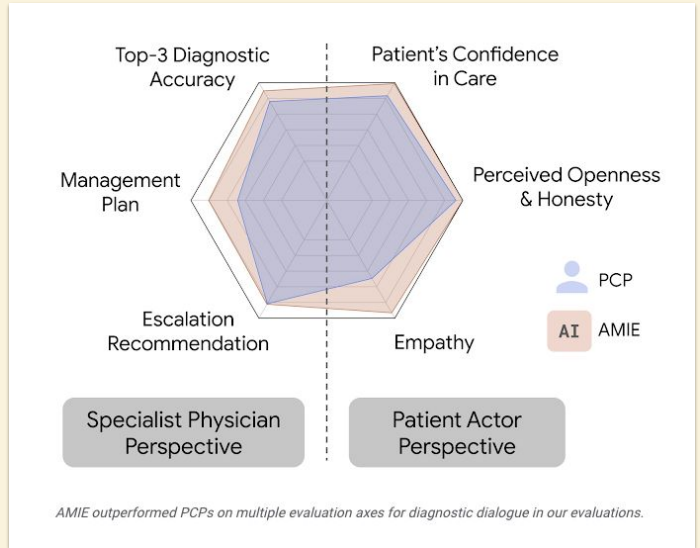 Top-3 Diagnostic
Accuracy
Patient's Confidence
in Care
Management
Plan
Perceived Openness
& Honesty
PCP
AI AMIE
Escalation
Recommendation
Empathy
Specialist Physician
Perspective
Patient Actor
Perspective
AMIE outperformed PCPs on multiple evaluation axes for diagnostic dialogue in our evaluations.